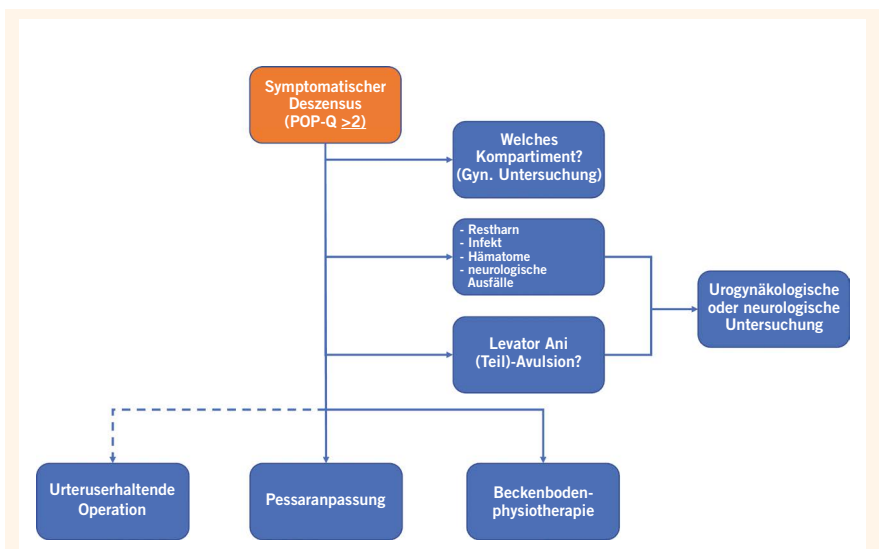 Symptomatischer
Deszensus
(POP-Q >2)
Welches
Kompartiment?
(Gyn. Untersuchung)
- Restharn
- Infekt
- Hämatome
- neurologische
Ausfälle
Urogynäkologische
oder neurologische
Untersuchung
Levator Ani
(Teil)-Avulsion?
Urteruserhaltende
Operation
Pessaranpassung
Beckenboden-
physiotherapie